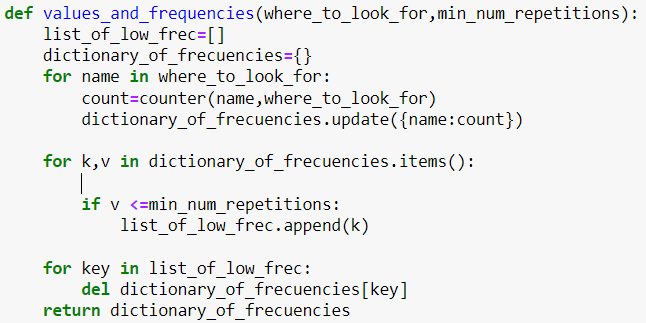 def values_and_frequencies(where_to_look_for,min_num_repetitions):
    list_of_low_frec=[]
    dictionary_of_frecuencies={}
    for name in where_to_look_for:
        count=counter(name,where_to_look_for)
        dictionary_of_frecuencies.update({name:count})

    for k,v in dictionary_of_frecuencies.items():

        if v <=min_num_repetitions:
            list_of_low_frec.append(k)

    for key in list_of_low_frec:
        del dictionary_of_frecuencies[key]
    return dictionary_of_frecuencies